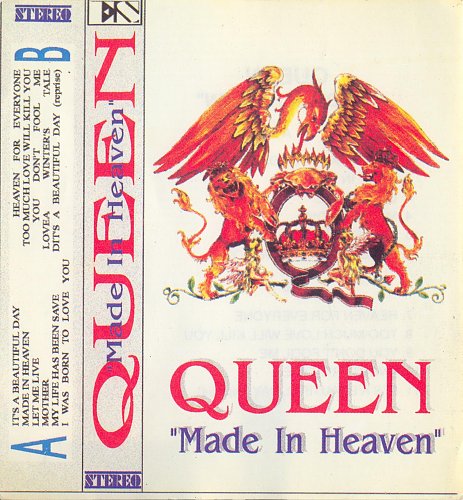 STEREO
A
IT'S A BEAUTIFUL DAY
MADE IN HEAVEN
LET ME LIVE
MOTHER
MY LIFE HAS BEEN SAVE
I WAS BORN TO LOVE YOU
B
HEAVEN FOR EVERYONE
TOO MUCH LOVE WILL KILL YOU
YOU DON'T FOOL ME
LOVEA WINTER'S TALE
DIT'S A BEAUTIFUL DAY (reprise)
QUEEN
"Made In Heaven"
STEREO
QUEEN
"Made In Heaven"